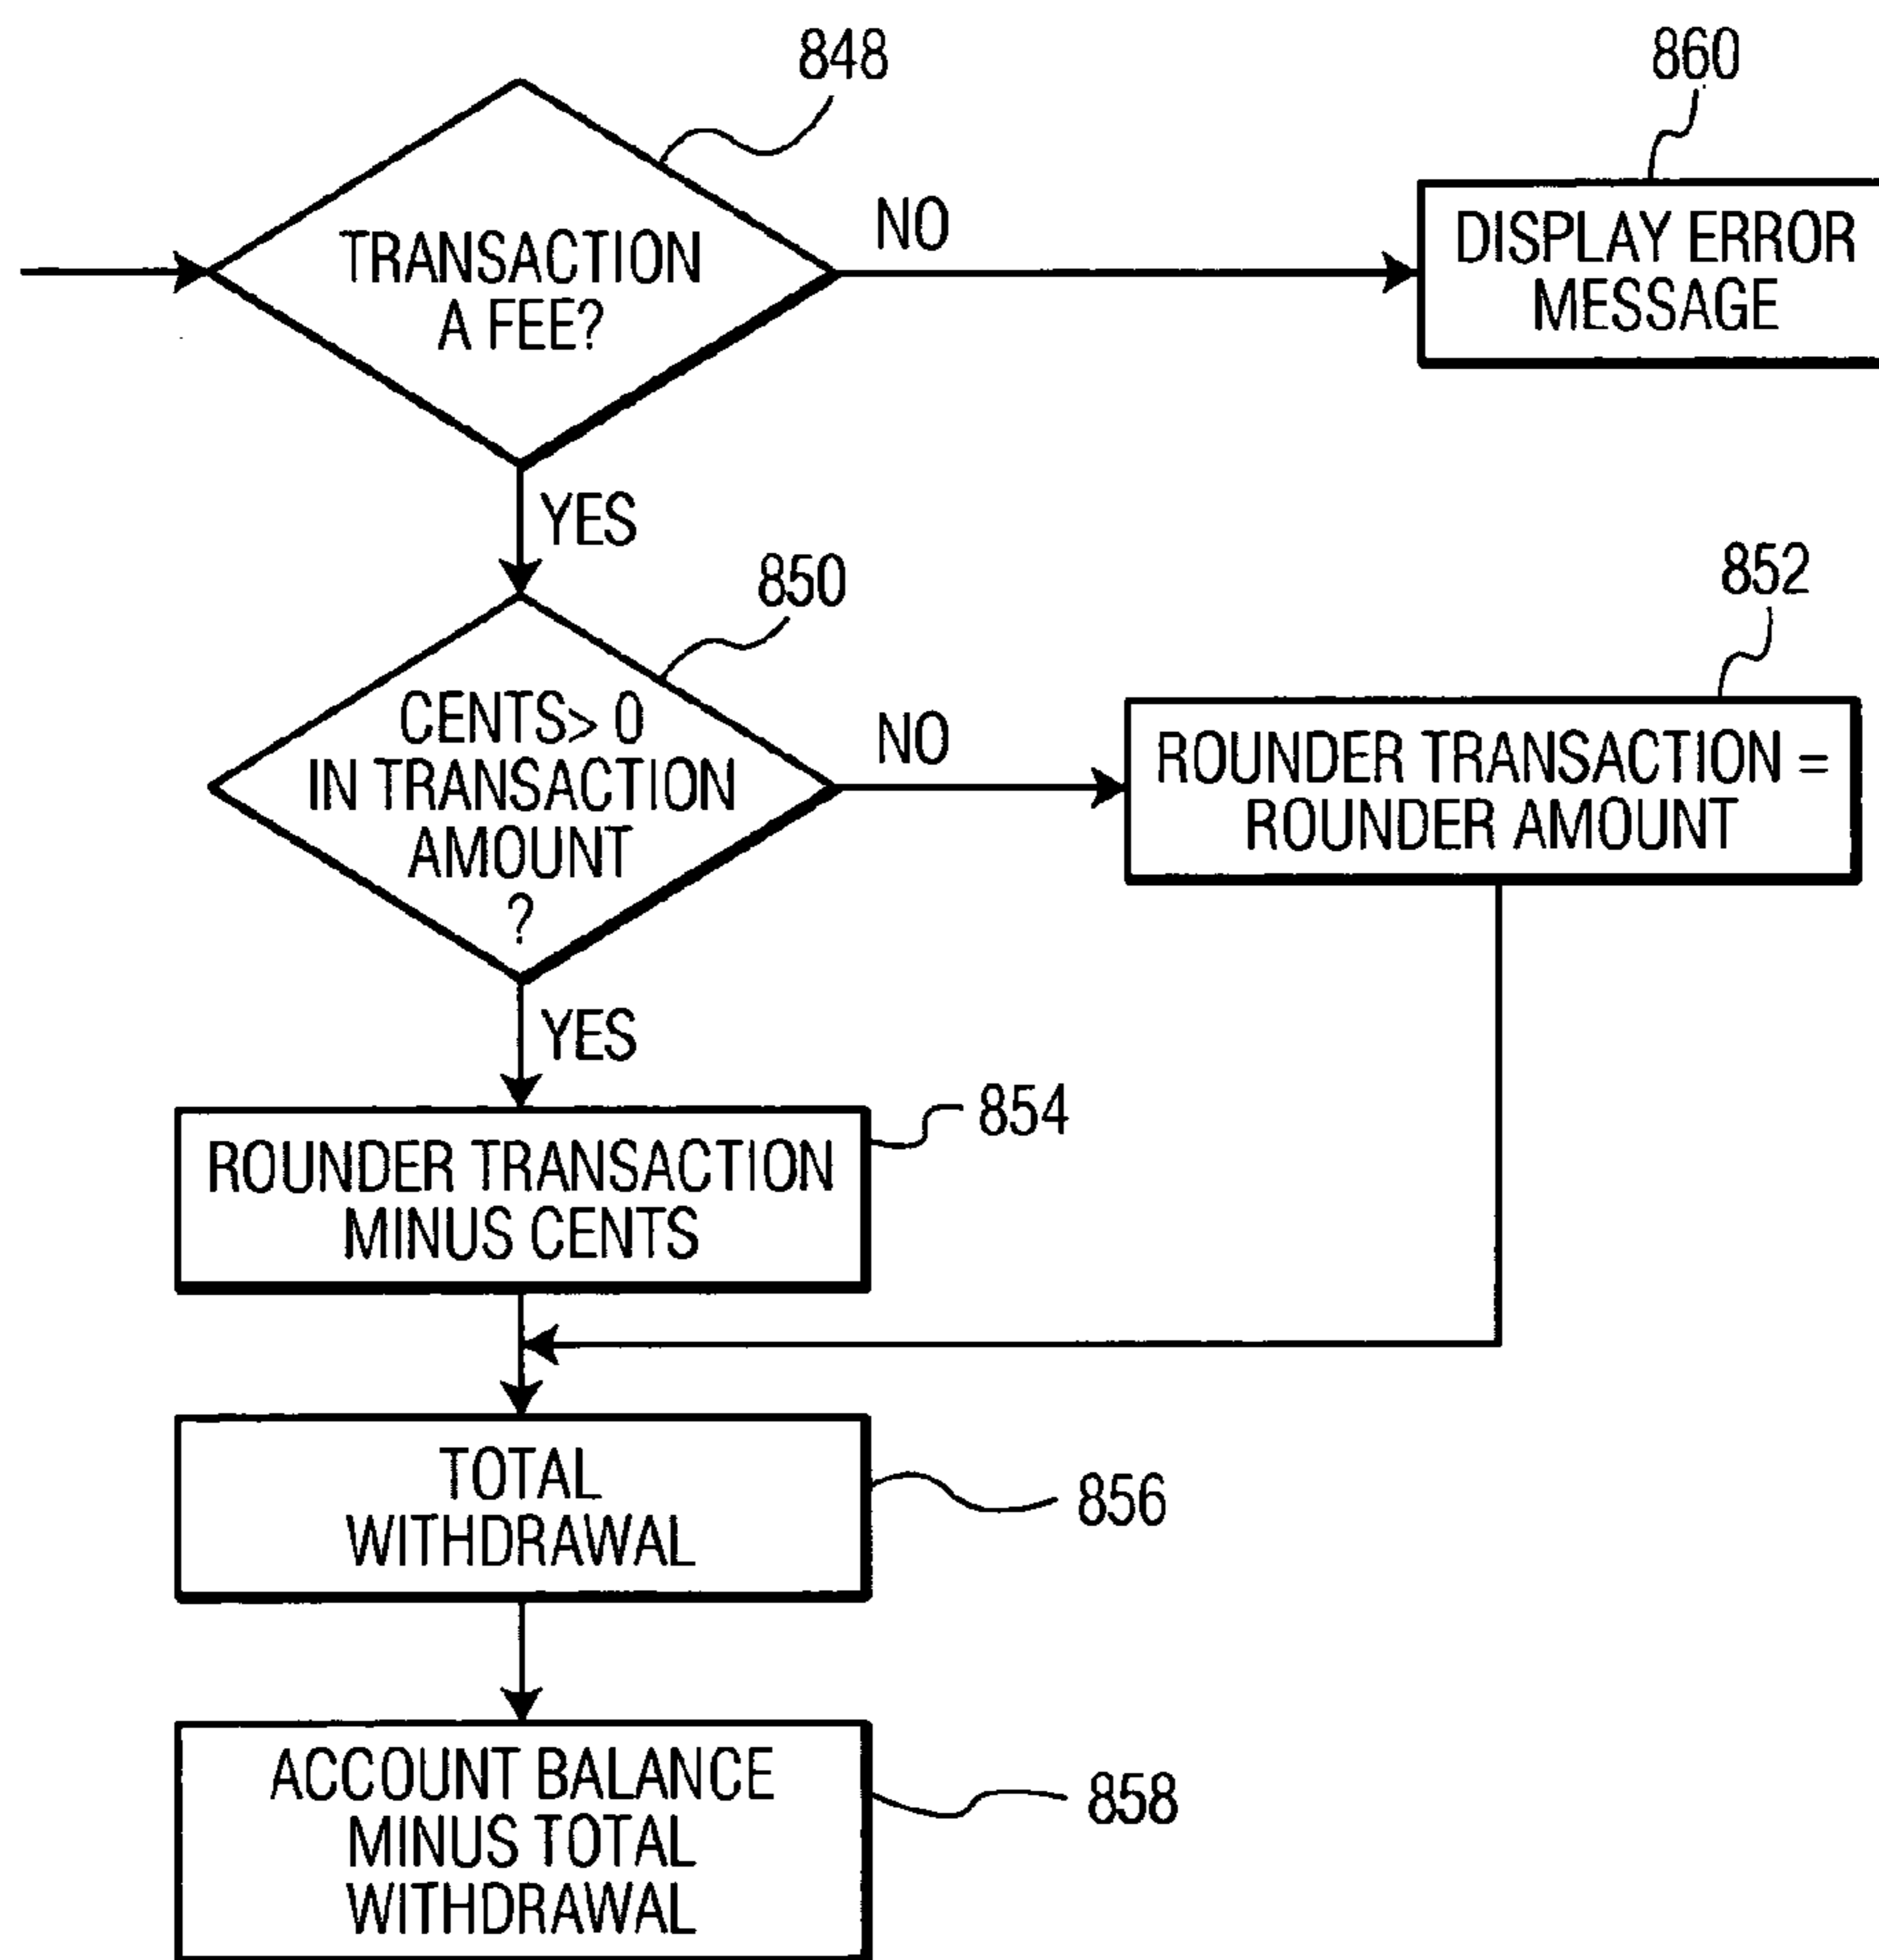 848
860
TRANSACTION
A FEE?
NO
DISPLAY ERROR
MESSAGE
YES
850
852
CENTS> 0
IN TRANSACTION
AMOUNT
?
NO
ROUNDER TRANSACTION =
ROUNDER AMOUNT
YES
854
ROUNDER TRANSACTION
MINUS CENTS
TOTAL
WITHDRAWAL
856
ACCOUNT BALANCE
MINUS TOTAL
WITHDRAWAL
858